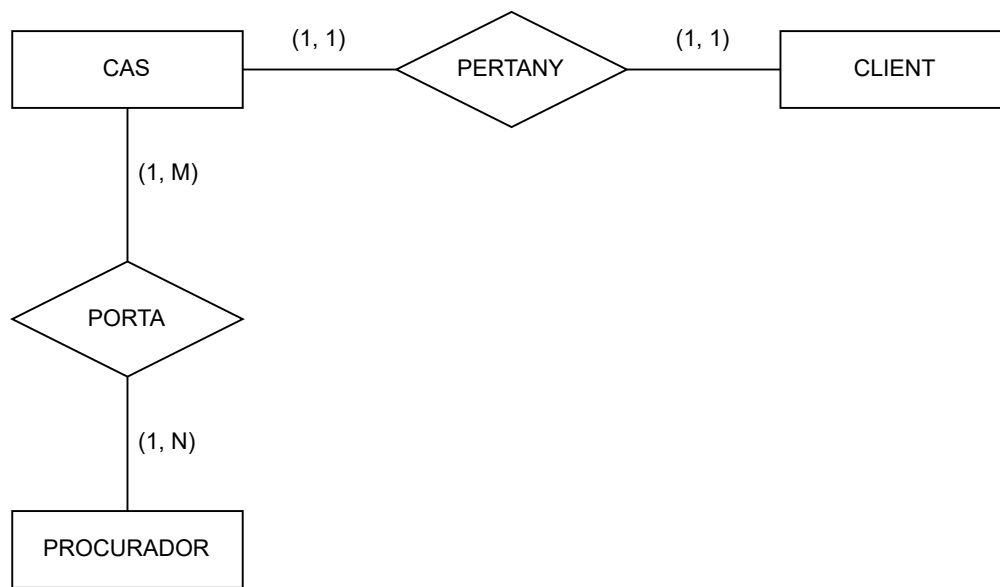 (1, 1)
(1, 1)
CAS
PERTANY
CLIENT
(1, M)
PORTA
(1, N)
PROCURADOR